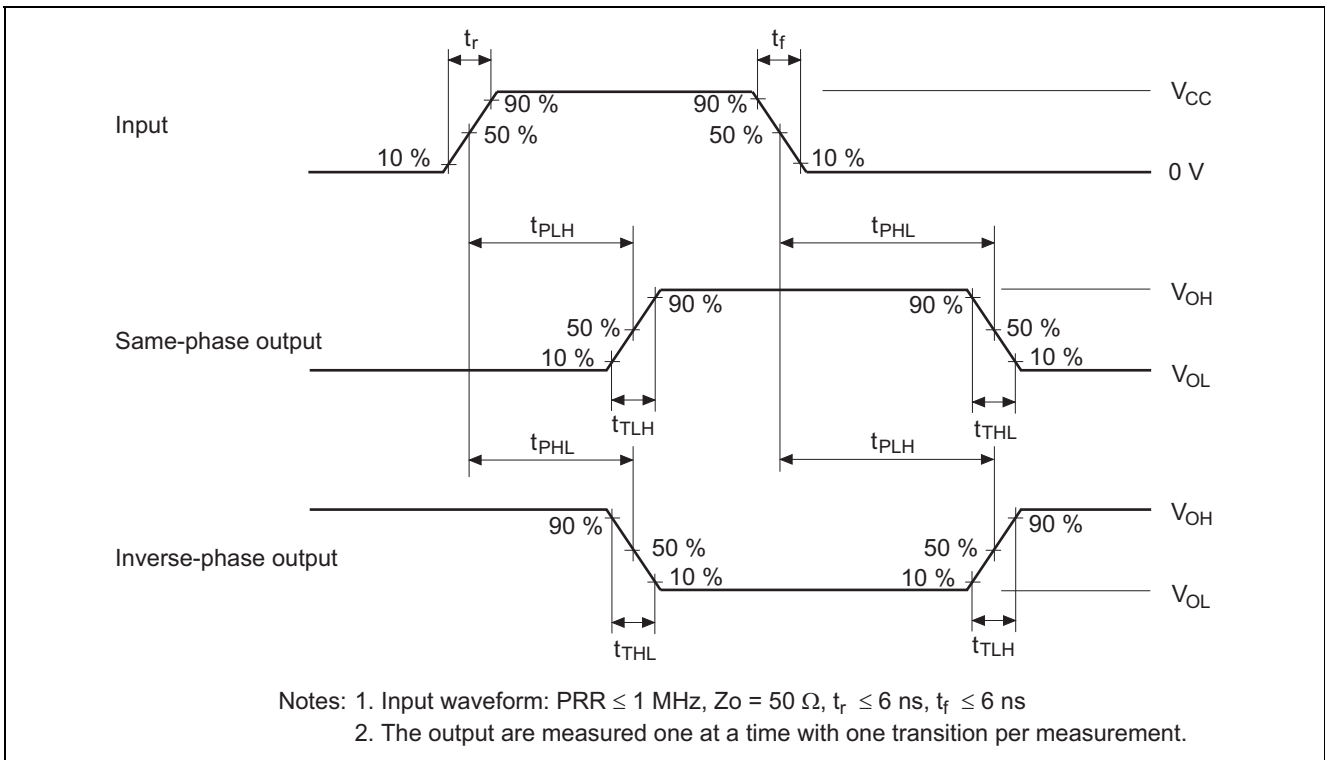 tr
tf
90 %
90 %
VCC
Input
50 %
50 %
10 %
10 %
0 V
tPLH
tPHL
90 %
90 %
VOH
Same-phase output
50 %
50 %
10 %
10 %
VOL
tTLH
tTHL
tPHL
tPLH
90 %
90 %
VOH
Inverse-phase output
50 %
50 %
10 %
10 %
VOL
tTHL
tTLH
Notes: 1. Input waveform: PRR ≤ 1 MHz, Zo = 50 Ω, tr ≤ 6 ns, tf ≤ 6 ns
2. The output are measured one at a time with one transition per measurement.